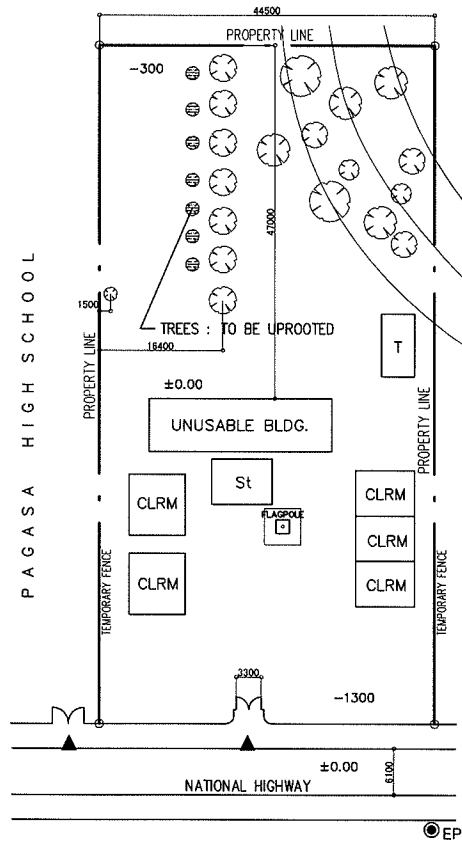 44500
PROPERTY LINE
-300
47000
1500
TREES : TO BE UPROOTED
16400
T
±0.00
PROPERTY LINE
PROPERTY LINE
PAGASA HIGH SCHOOL
UNUSABLE BLDG.
St
CLRM
CLRM
FLAGPOLE
CLRM
CLRM
CLRM
TEMPORARY FENCE
TEMPORARY FENCE
3300
-1300
±0.00
6100
NATIONAL HIGHWAY
EP